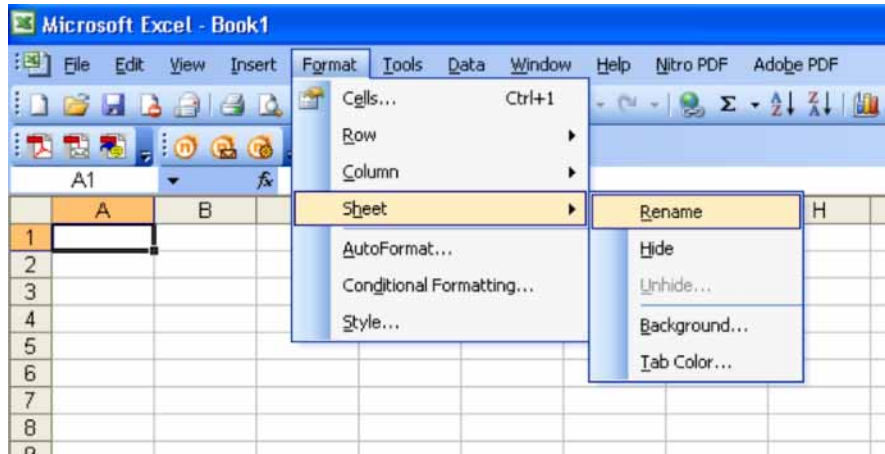 Microsoft Excel - Book1
File Edit View Insert Format Tools Data Window Help Nitro PDF Adobe PDF
Cells... Ctrl+1
Row
Column
Sheet
AutoFormat...
Conditional Formatting...
Style...
Rename
Hide
Unhide...
Background...
Tab Color...
Σ
A
Z
Z
A
n
A1 fx
A B H
1
2
3
4
5
6
7
8